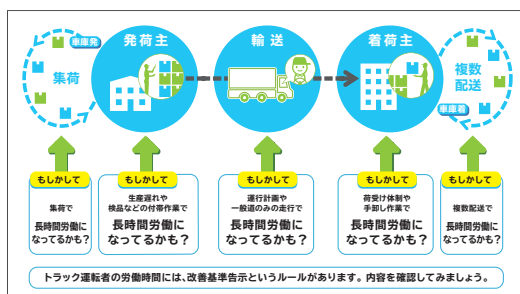 車庫発
集荷
発荷主
輸送
着荷主
複数
配送
車庫着
もしかして
集荷で
長時間労働に
なってるかも?
もしかして
生産遅れや
検品などの付帯作業で
長時間労働に
なってるかも?
もしかして
運行計画や
一般道のみの走行で
長時間労働に
なってるかも?
もしかして
荷受け体制や
手卸し作業で
長時間労働に
なってるかも?
もしかして
複数配送で
長時間労働に
なってるかも?
トラック運転者の労働時間には、改善基準告示というルールがあります。内容を確認してみましょう。